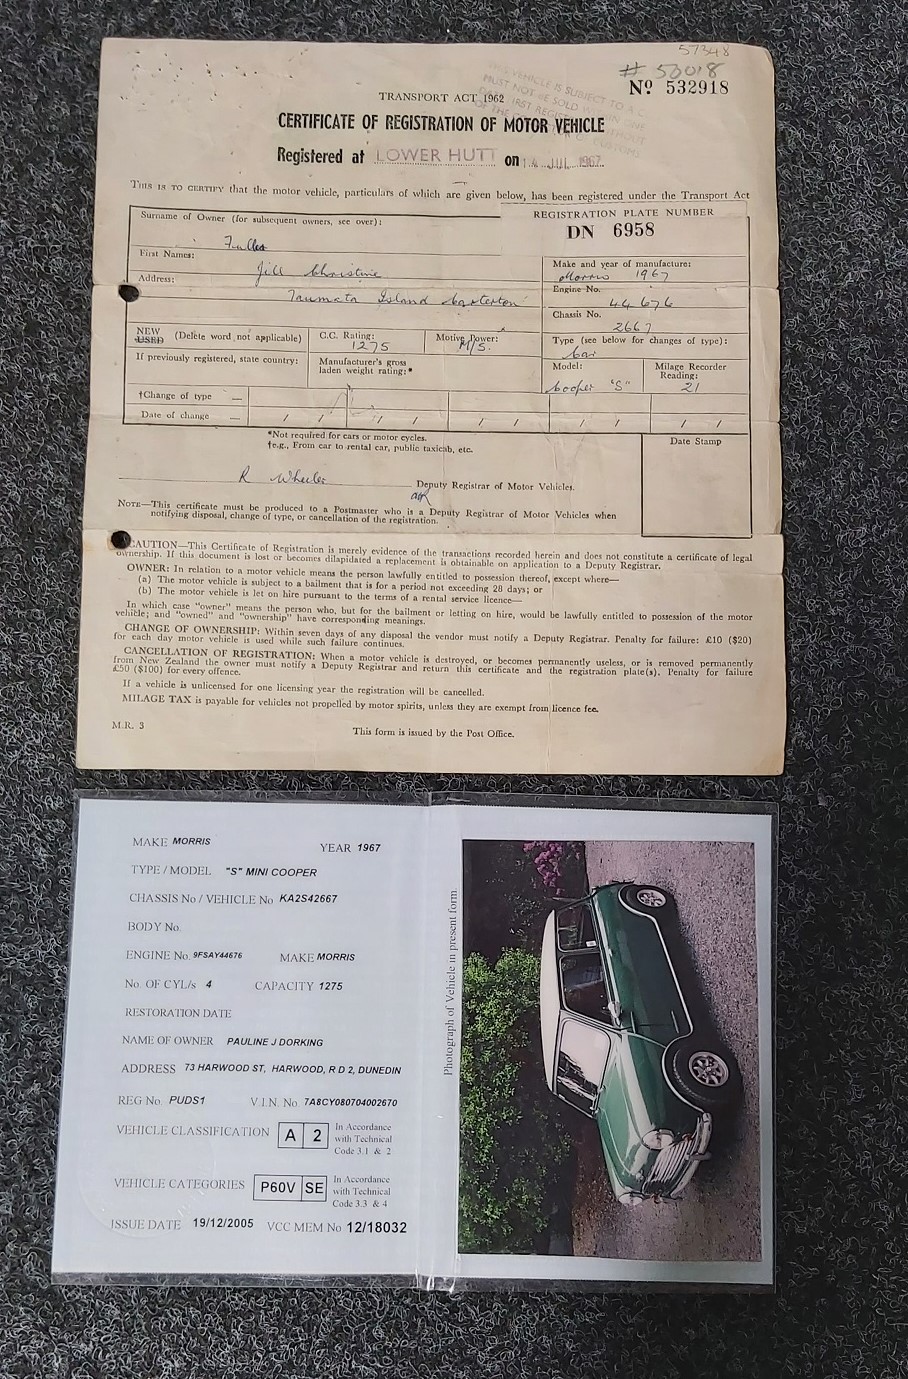 57348
# 53018
No 532918
THIS VEHICLE IS SUBJECT TO A C
MUST NOT BE SOLD WITHIN ONE
OF THE CUSTOMS
TRANSPORT ACT 1962
CERTIFICATE OF REGISTRATION OF MOTOR VEHICLE
Registered at LOWER HUTT on 14 JUL 1967
THIS IS TO CERTIFY that the motor vehicle, particulars of which are given below, has been registered under the Transport Act
Surname of Owner (for subsequent owners, see over):
REGISTRATION PLATE NUMBER
DN 6958
Fuller
First Names:
Jill Christine
Address:
Taumata Island Carterton
Make and year of manufacture:
Morris 1967
Engine No.
44676
Chassis No.
2667
NEW
USED (Delete word not applicable)
C.C. Rating:
1275
Motive Power:
M/S.
Type (see below for changes of type):
Car
If previously registered, state country:
Manufacturer's gross
laden weight rating:*
Model:
Cooper "S"
Milage Recorder
Reading:
21
†Change of type —
Date of change — / / / / / / / / / /
*Not required for cars or motor cycles.
†e.g., From car to rental car, public taxicab, etc.
Date Stamp
R Wheeler Deputy Registrar of Motor Vehicles.
NOTE—This certificate must be produced to a Postmaster who is a Deputy Registrar of Motor Vehicles when
notifying disposal, change of type, or cancellation of the registration.
CAUTION—This Certificate of Registration is merely evidence of the transactions recorded herein and does not constitute a certificate of legal
ownership. If this document is lost or becomes dilapidated a replacement is obtainable on application to a Deputy Registrar.
OWNER: In relation to a motor vehicle means the person lawfully entitled to possession thereof, except where—
(a) The motor vehicle is subject to a bailment that is for a period not exceeding 28 days; or
(b) The motor vehicle is let on hire pursuant to the terms of a rental service licence—
In which case "owner" means the person who, but for the bailment or letting on hire, would be lawfully entitled to possession of the motor
vehicle; and "owned" and "ownership" have corresponding meanings.
CHANGE OF OWNERSHIP: Within seven days of any disposal the vendor must notify a Deputy Registrar. Penalty for failure: £10 ($20)
for each day motor vehicle is used while such failure continues.
CANCELLATION OF REGISTRATION: When a motor vehicle is destroyed, or becomes permanently useless, or is removed permanently
from New Zealand the owner must notify a Deputy Registrar and return this certificate and the registration plate(s). Penalty for failure
£50 ($100) for every offence.
If a vehicle is unlicensed for one licensing year the registration will be cancelled.
MILAGE TAX is payable for vehicles not propelled by motor spirits, unless they are exempt from licence fee.
M.R. 3
This form is issued by the Post Office.
MAKE MORRIS YEAR 1967
TYPE / MODEL "S" MINI COOPER
CHASSIS No / VEHICLE No KA2S42667
BODY No.
ENGINE No. 9FSAY44676 MAKE MORRIS
No. OF CYL/s 4 CAPACITY 1275
RESTORATION DATE
NAME OF OWNER PAULINE J DORKING
ADDRESS 73 HARWOOD ST, HARWOOD, R D 2, DUNEDIN
REG No. PUDS1 V.I.N. No. 7A8CY080704002670
VEHICLE CLASSIFICATION A 2 In Accordance
with Technical
Code 3.1 & 2
VEHICLE CATEGORIES P60V SE In Accordance
with Technical
Code 3.3 & 4
ISSUE DATE 19/12/2005 VCC MEM No 12/18032
Photograph of Vehicle in present form